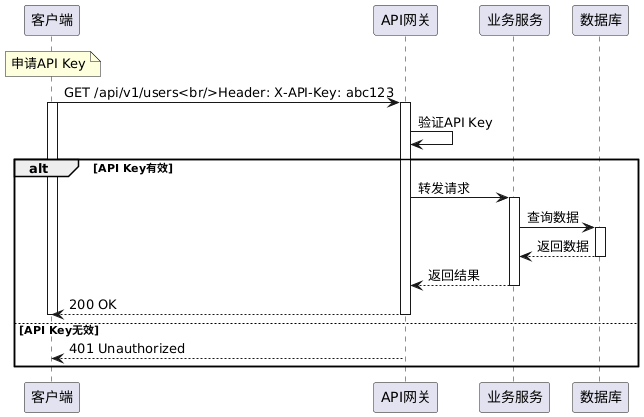 客户端 API网关 业务服务 数据库
申请API Key
GET /api/v1/users<br/>Header: X-API-Key: abc123
验证API Key
alt [API Key有效]
转发请求
查询数据
返回数据
返回结果
200 OK
[API Key无效]
401 Unauthorized
客户端 API网关 业务服务 数据库